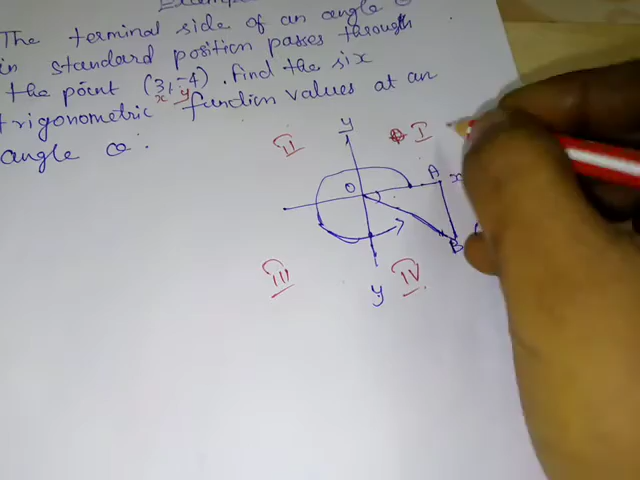 Example
The terminal side of an angle θ
in standard position passes through
the point (3, -4). find the six
x y
trigonometric function values at an
angle θ.
y
II
I
O
A
x
B
III
IV
y